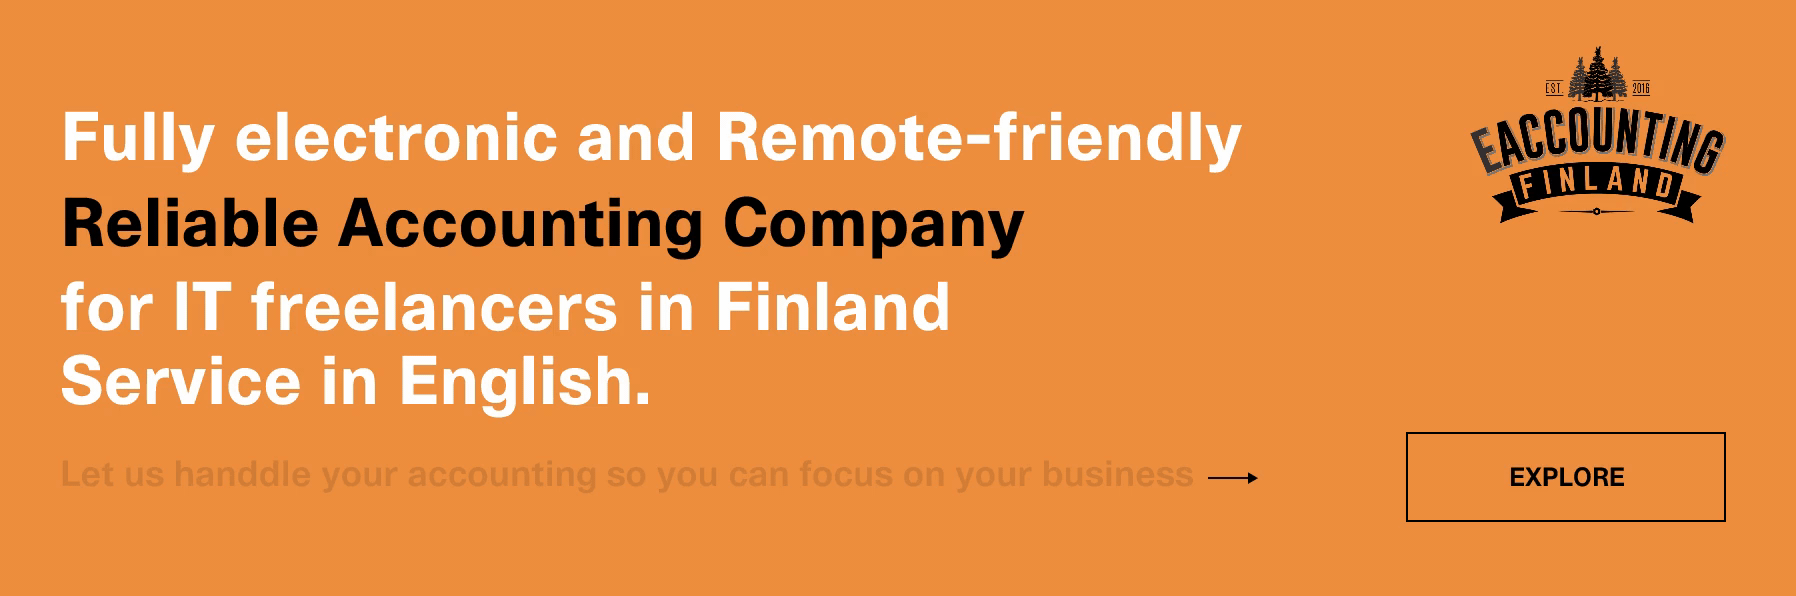 Fully electronic and Remote-friendly
Reliable Accounting Company
for IT freelancers in Finland
Service in English.
Let us handdle your accounting so you can focus on your business
EST. 2016
EACCOUNTING
FINLAND
EXPLORE